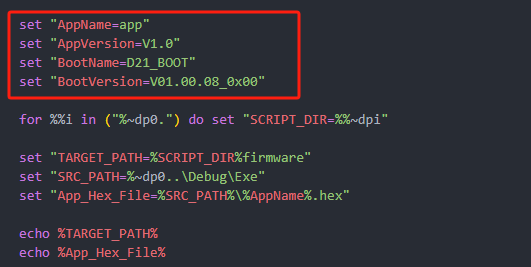 set "AppName=app"
set "AppVersion=V1.0"
set "BootName=D21_BOOT"
set "BootVersion=V01.00.08_0x00"
for %%i in ("%~dp0.") do set "SCRIPT_DIR=%%~dpi"
set "TARGET_PATH=%SCRIPT_DIR%firmware"
set "SRC_PATH=%~dp0..\Debug\Exe"
set "App_Hex_File=%SRC_PATH%\%AppName%.hex"
echo %TARGET_PATH%
echo %App_Hex_File%